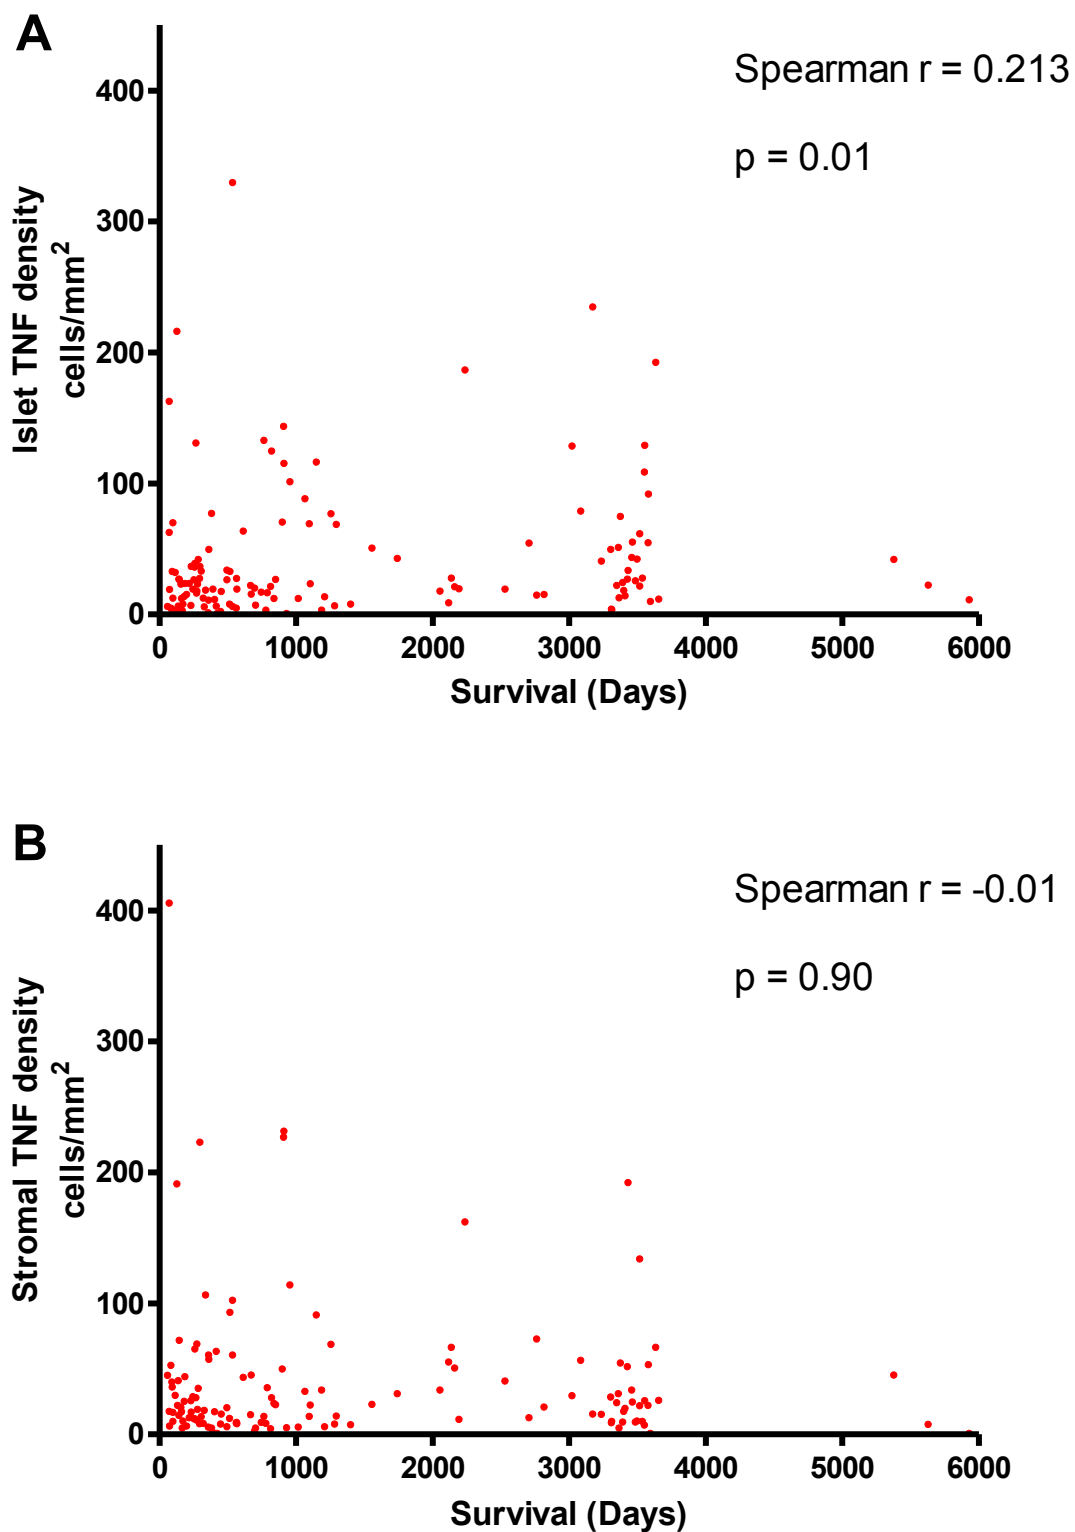 A
Spearman r = 0.213
p = 0.01
Islet TNF density
cells/mm²
400
300
200
100
0
0 1000 2000 3000 4000 5000 6000
Survival (Days)
B
Spearman r = -0.01
p = 0.90
Stromal TNF density
cells/mm²
400
300
200
100
0
0 1000 2000 3000 4000 5000 6000
Survival (Days)